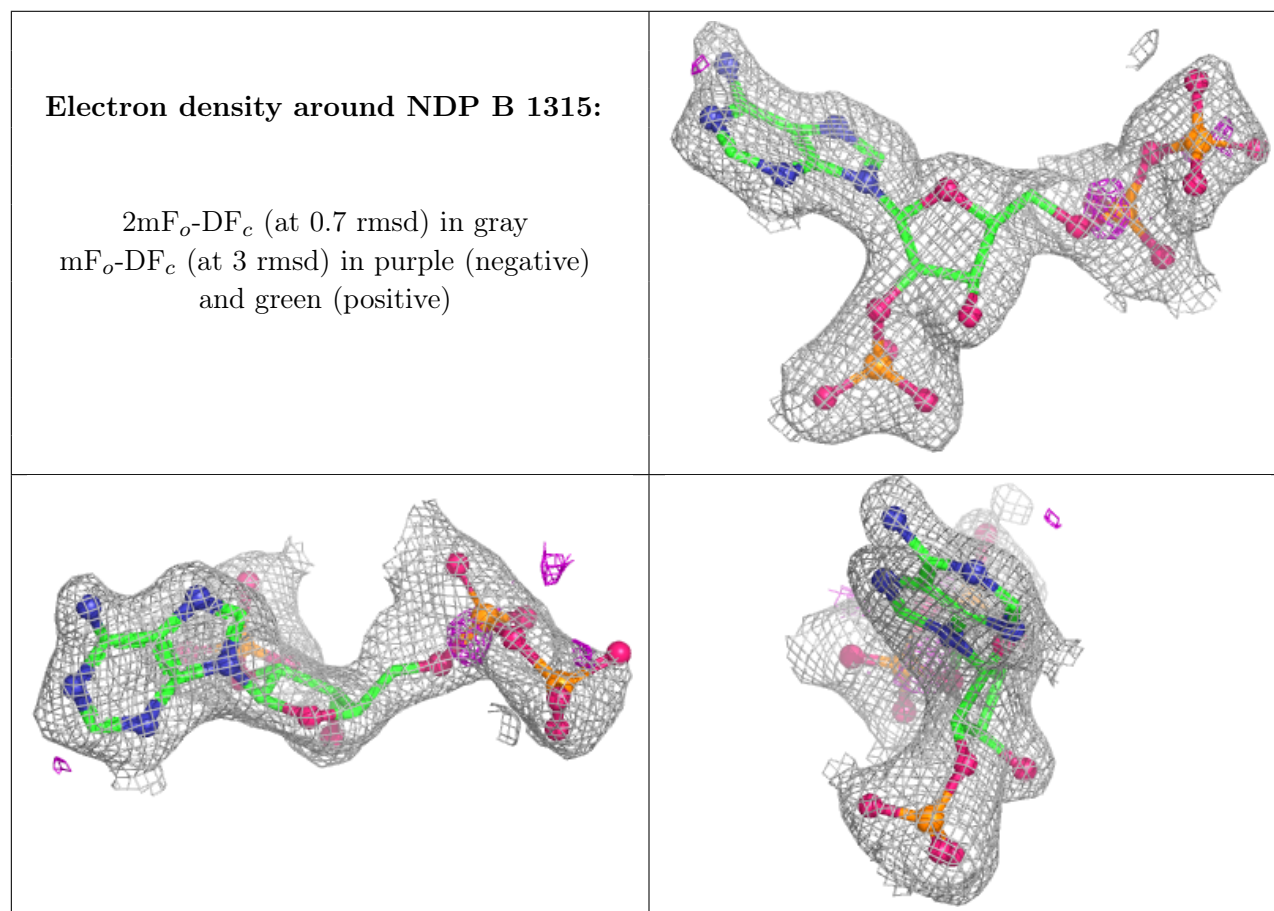 Electron density around NDP B 1315:
2mFo-DFc (at 0.7 rmsd) in gray
mFo-DFc (at 3 rmsd) in purple (negative)
and green (positive)